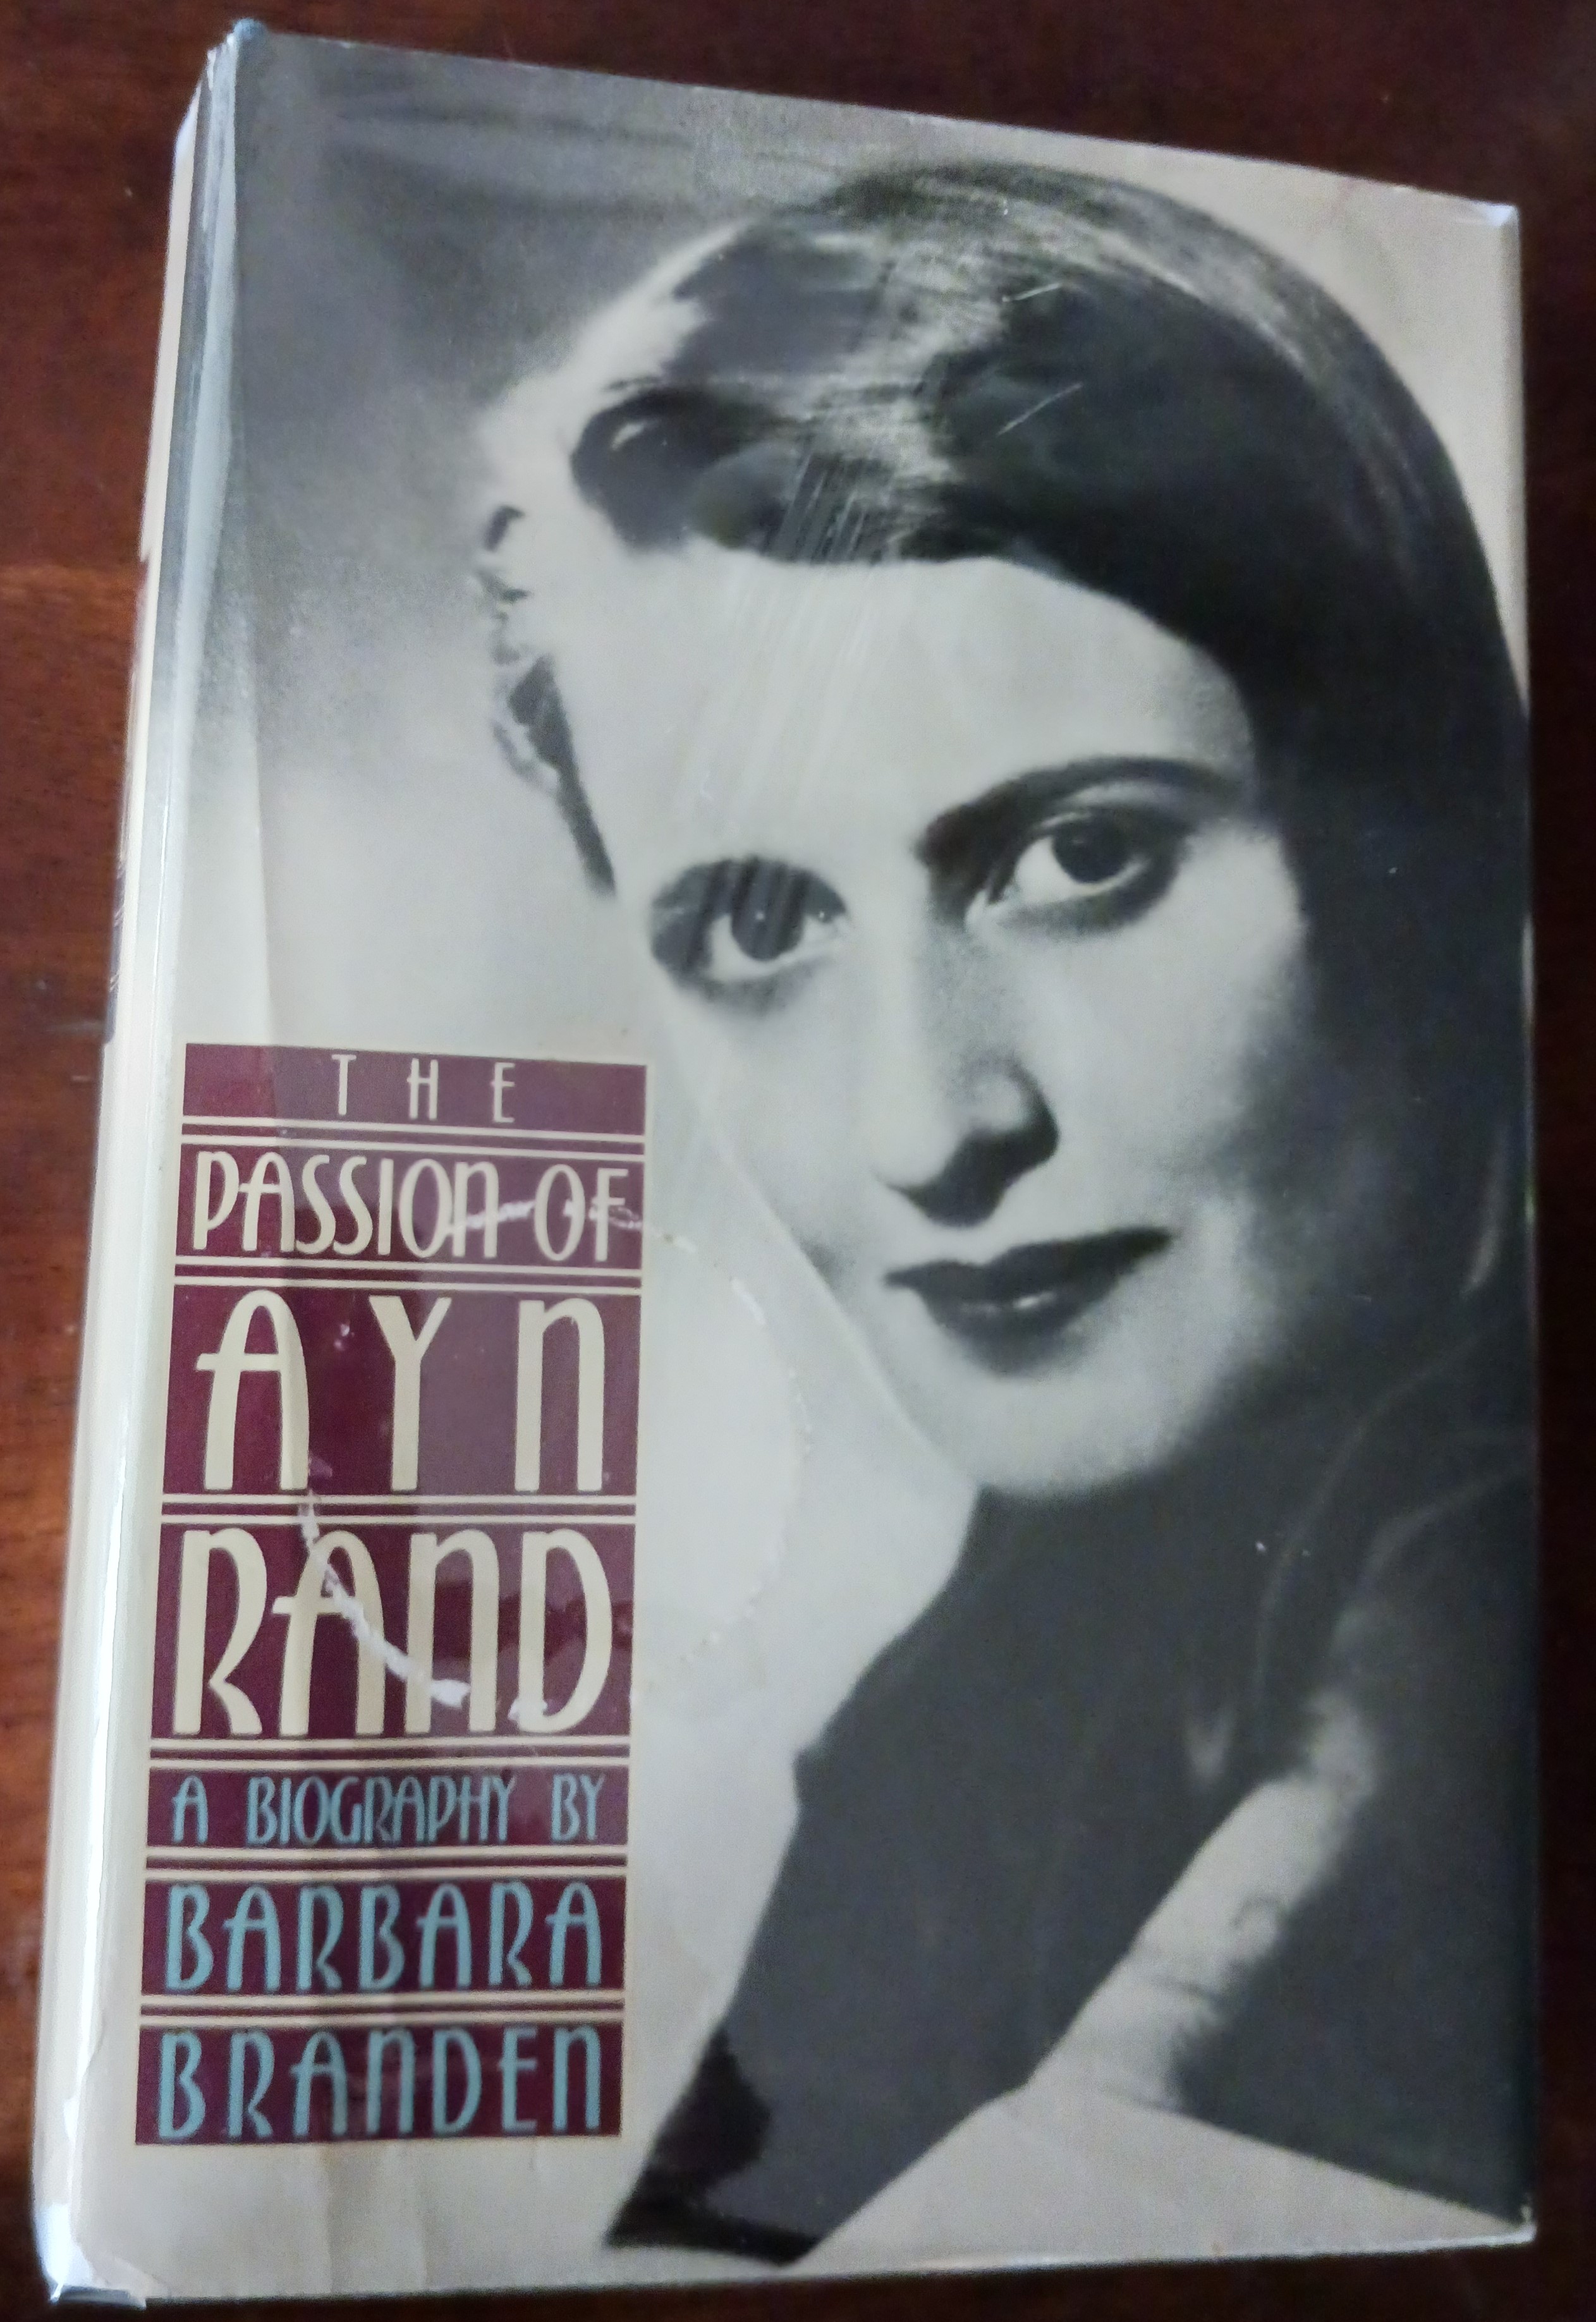 THE
PASSION OF
AYN
RAND
A BIOGRAPHY BY
BARBARA
BRANDEN